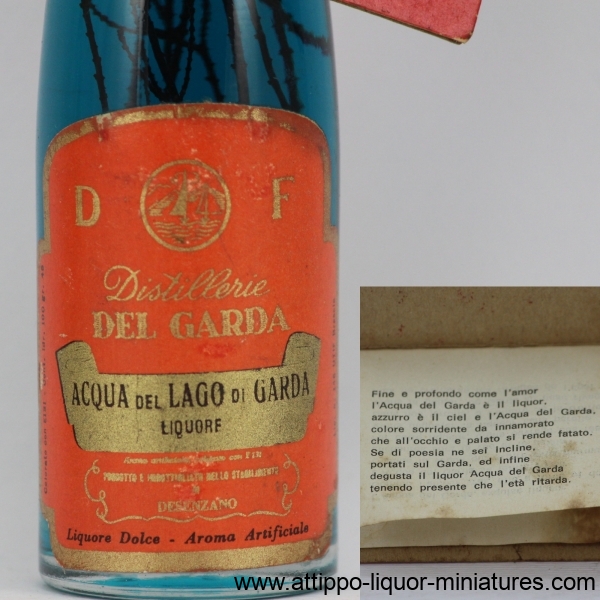 D F
Distillerie
DEL GARDA
ACQUA DEL LAGO DI GARDA
LIQUORE
PRODOTTO E IMBOTTIGLIATO NELLO STABILIMENTO
DESENZANO
Liquore Dolce - Aroma Artificiale
Fine e profondo come l'amor
l'Acqua del Garda è il liquor,
azzurro è il ciel e l'Acqua del Garda,
colore sorridente da innamorato
che all'occhio e palato si rende fatato.
Se di poesia ne sei incline,
portati sul Garda, ed infine
degusta il liquor Acqua del Garda
tenendo presente che l'età ritarda.
www.attippo-liquor-miniatures.com